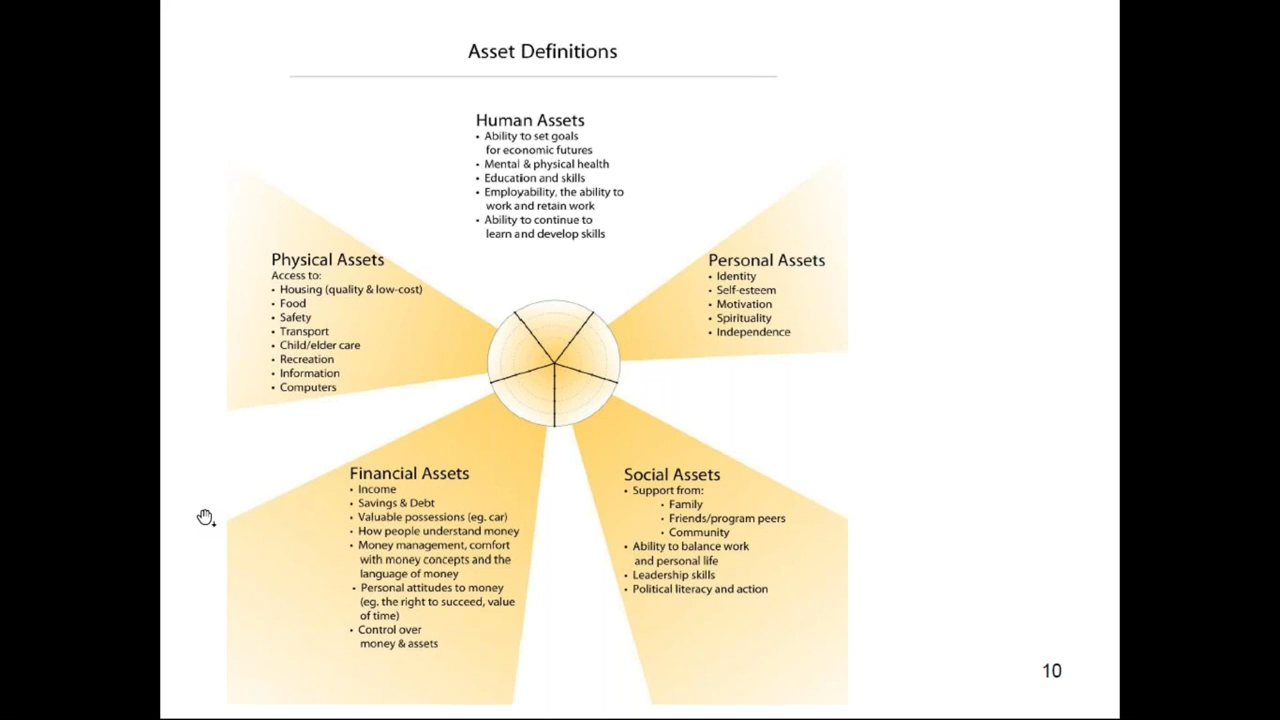 Asset Definitions
Human Assets
• Ability to set goals
for economic futures
• Mental & physical health
• Education and skills
• Employability, the ability to
work and retain work
• Ability to continue to
learn and develop skills
Physical Assets
Access to:
• Housing (quality & low-cost)
• Food
• Safety
• Transport
• Child/elder care
• Recreation
• Information
• Computers
Personal Assets
• Identity
• Self-esteem
• Motivation
• Spirituality
• Independence
Financial Assets
• Income
• Savings & Debt
• Valuable possessions (eg. car)
• How people understand money
• Money management, comfort
with money concepts and the
language of money
• Personal attitudes to money
(eg. the right to succeed, value
of time)
• Control over
money & assets
Social Assets
• Support from:
• Family
• Friends/program peers
• Community
• Ability to balance work
and personal life
• Leadership skills
• Political literacy and action
10